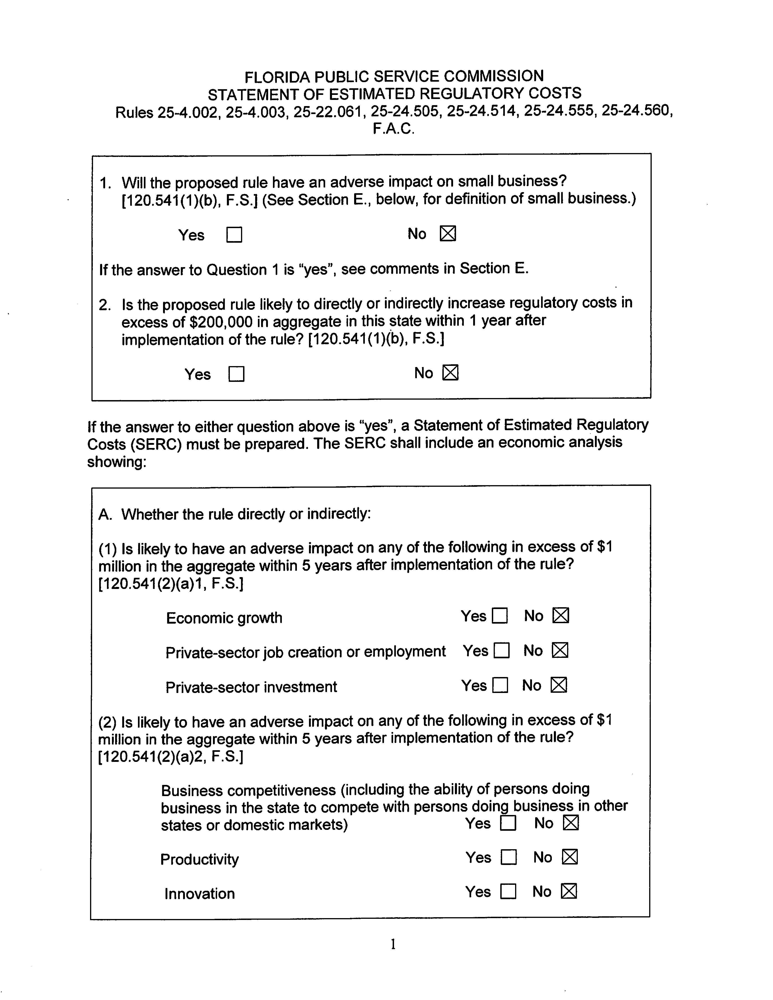 FLORIDA PUBLIC SERVICE COMMISSION
STATEMENT OF ESTIMATED REGULATORY COSTS
Rules 25-4.002, 25-4.003, 25-22.061, 25-24.505, 25-24.514, 25-24.555, 25-24.560,
F.A.C.
1. Will the proposed rule have an adverse impact on small business?
[120.541(1)(b), F.S.] (See Section E., below, for definition of small business.)
Yes ☐ No ☒
If the answer to Question 1 is “yes”, see comments in Section E.
2. Is the proposed rule likely to directly or indirectly increase regulatory costs in
excess of $200,000 in aggregate in this state within 1 year after
implementation of the rule? [120.541(1)(b), F.S.]
Yes ☐ No ☒
If the answer to either question above is “yes”, a Statement of Estimated Regulatory
Costs (SERC) must be prepared. The SERC shall include an economic analysis
showing:
A. Whether the rule directly or indirectly:
(1) Is likely to have an adverse impact on any of the following in excess of $1
million in the aggregate within 5 years after implementation of the rule?
[120.541(2)(a)1, F.S.]
Economic growth Yes ☐ No ☒
Private-sector job creation or employment Yes ☐ No ☒
Private-sector investment Yes ☐ No ☒
(2) Is likely to have an adverse impact on any of the following in excess of $1
million in the aggregate within 5 years after implementation of the rule?
[120.541(2)(a)2, F.S.]
Business competitiveness (including the ability of persons doing
business in the state to compete with persons doing business in other
states or domestic markets) Yes ☐ No ☒
Productivity Yes ☐ No ☒
Innovation Yes ☐ No ☒
1